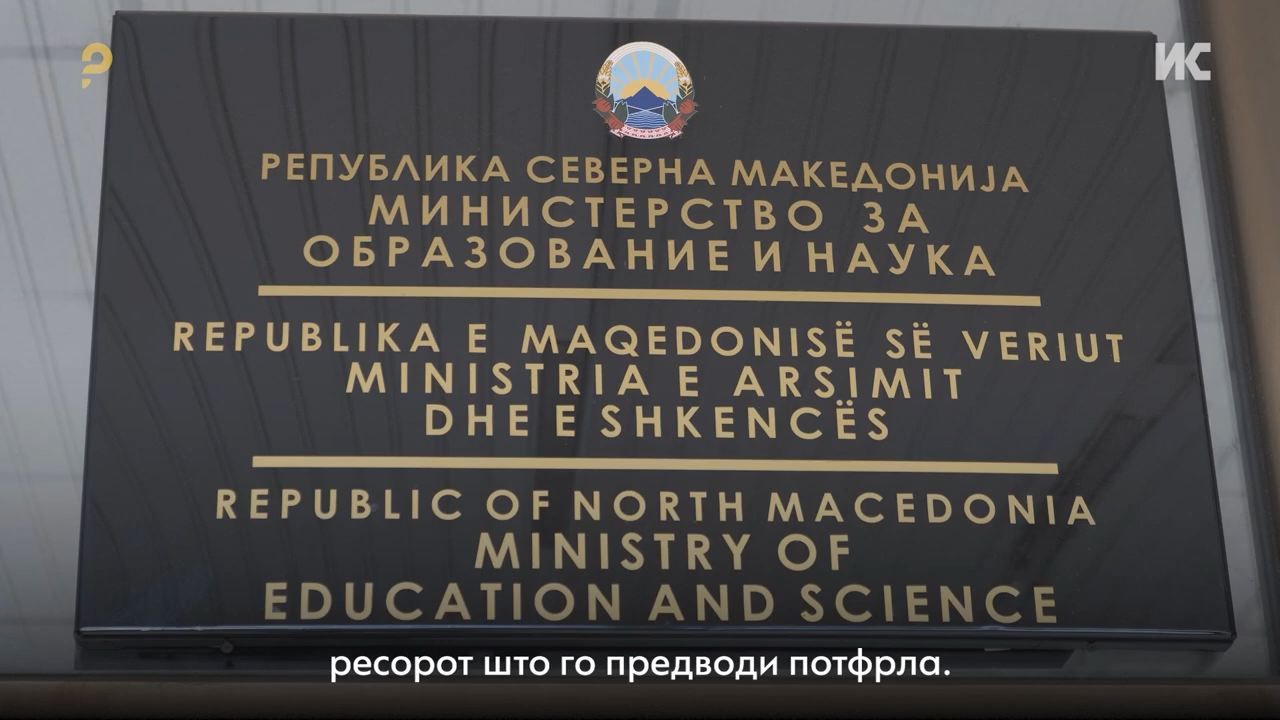 ИС
РЕПУБЛИКА СЕВЕРНА МАКЕДОНИЈА
МИНИСТЕРСТВО ЗА
ОБРАЗОВАНИЕ И НАУКА
REPUBLIKA E MAQEDONISË SË VERIUT
MINISTRIA E ARSIMIT
DHE E SHKENCËS
REPUBLIC OF NORTH MACEDONIA
MINISTRY OF
EDUCATION AND SCIENCE
ресорот што го предводи потфрла.